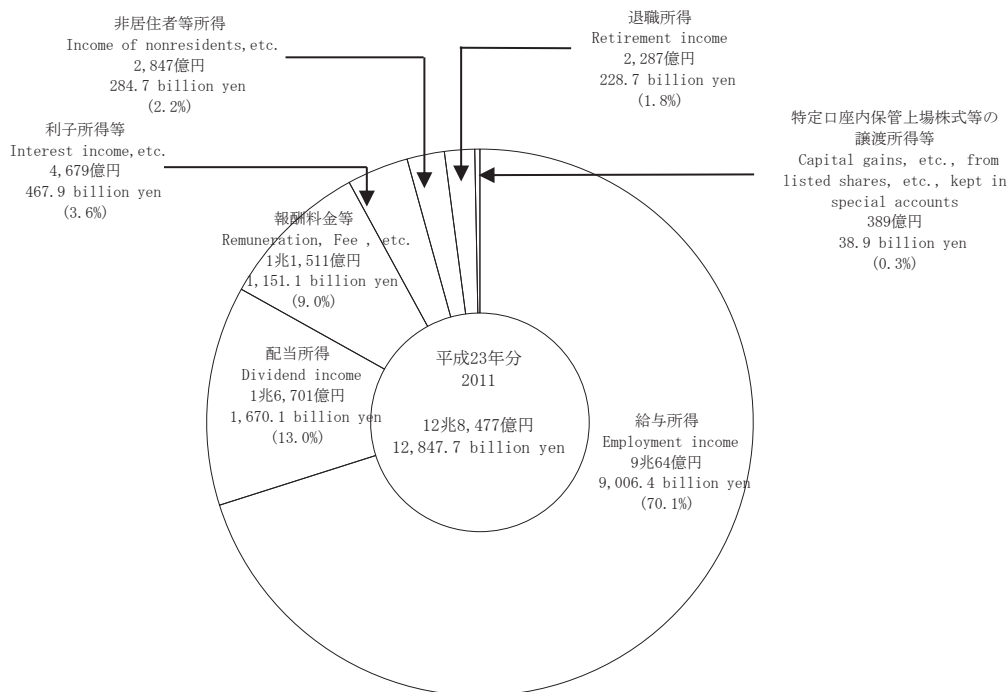 非居住者等所得
Income of nonresidents,etc.
2,847億円
284.7 billion yen
(2.2%)
退職所得
Retirement income
2,287億円
228.7 billion yen
(1.8%)
利子所得等
Interest income,etc.
4,679億円
467.9 billion yen
(3.6%)
特定口座内保管上場株式等の
譲渡所得等
Capital gains, etc., from
listed shares, etc., kept in
special accounts
389億円
38.9 billion yen
(0.3%)
報酬料金等
Remuneration, Fee , etc.
1兆1,511億円
1,151.1 billion yen
(9.0%)
配当所得
Dividend income
1兆6,701億円
1,670.1 billion yen
(13.0%)
平成23年分
2011
12兆8,477億円
12,847.7 billion yen
給与所得
Employment income
9兆64億円
9,006.4 billion yen
(70.1%)